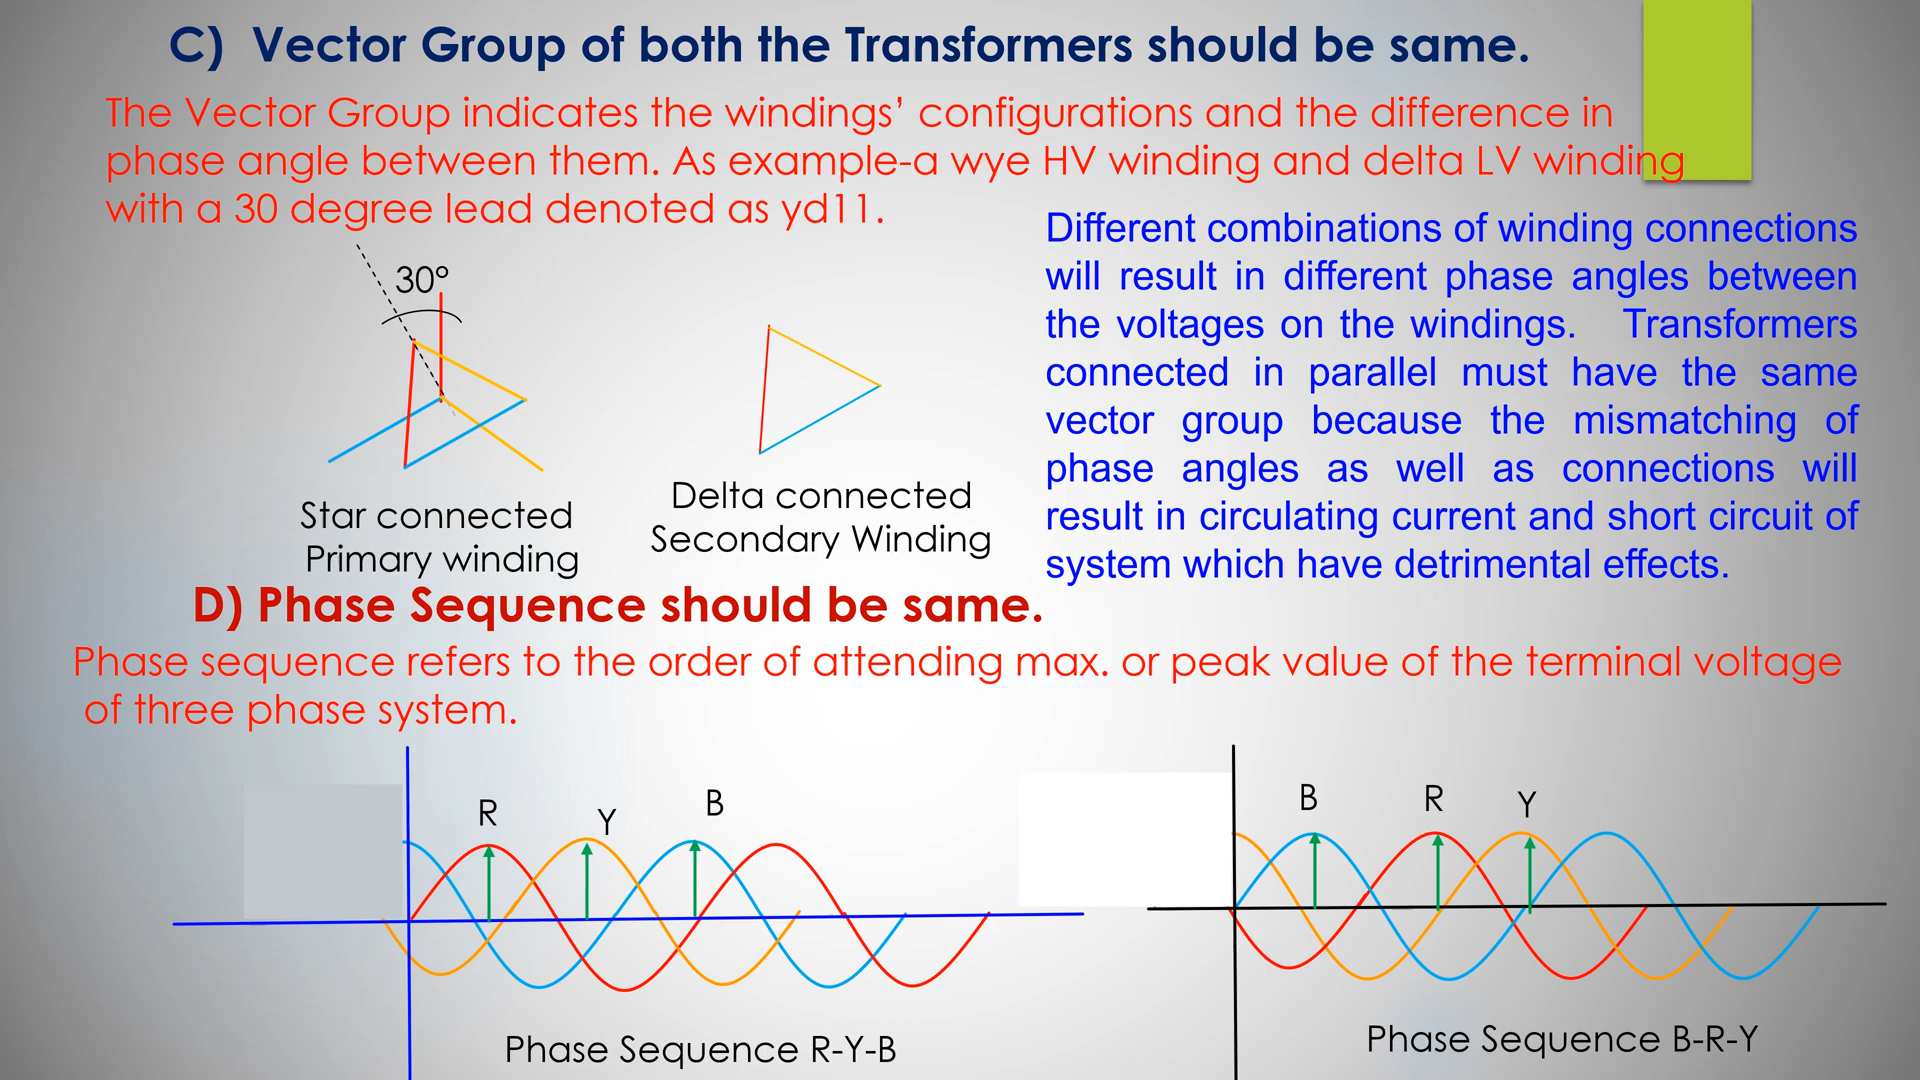 C) Vector Group of both the Transformers should be same.
The Vector Group indicates the windings’ configurations and the difference in
phase angle between them. As example-a wye HV winding and delta LV winding
with a 30 degree lead denoted as yd11.
Different combinations of winding connections
will result in different phase angles between
the voltages on the windings. Transformers
connected in parallel must have the same
vector group because the mismatching of
phase angles as well as connections will
result in circulating current and short circuit of
system which have detrimental effects.
30°
Star connected
Primary winding
Delta connected
Secondary Winding
D) Phase Sequence should be same.
Phase sequence refers to the order of attending max. or peak value of the terminal voltage
of three phase system.
R
Y
B
Phase Sequence R-Y-B
B
R
Y
Phase Sequence B-R-Y